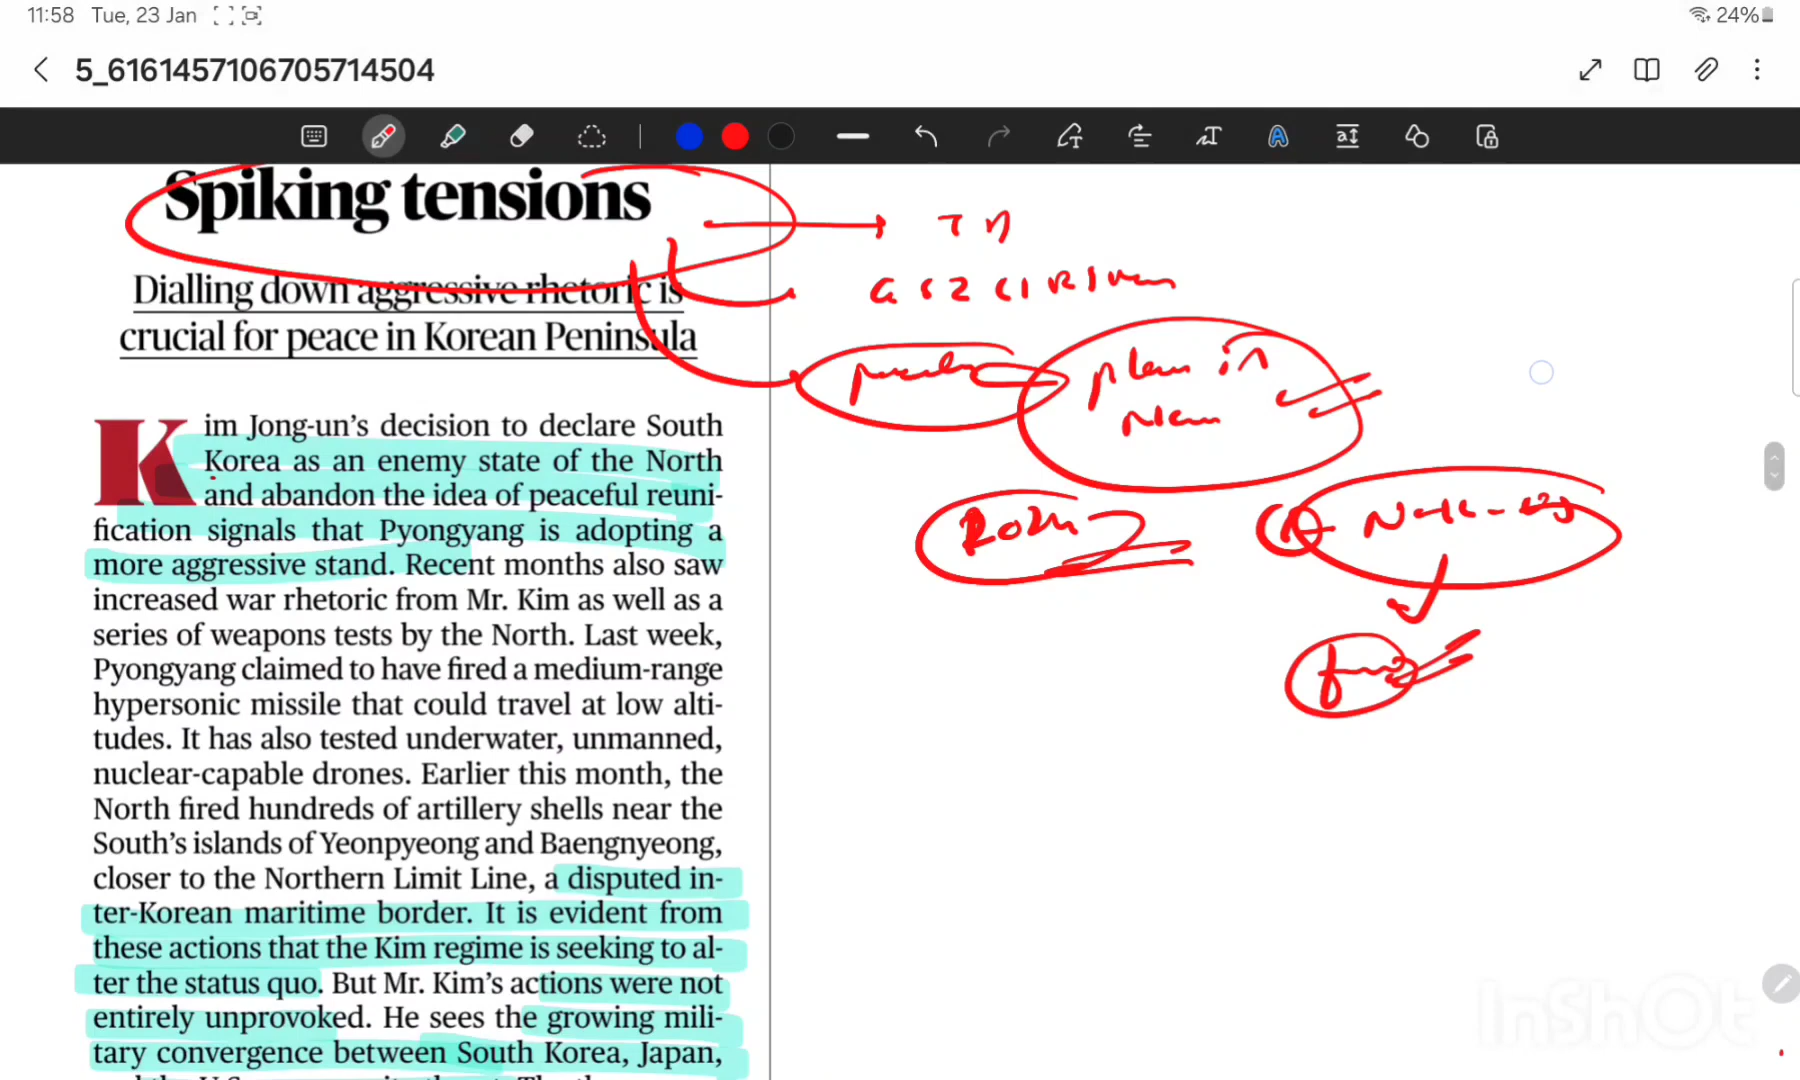 11:58 Tue, 23 Jan
24%
5_6161457106705714504
Spiking tensions
Dialling down aggressive rhetoric is
crucial for peace in Korean Peninsula
Kim Jong-un's decision to declare South
Korea as an enemy state of the North
and abandon the idea of peaceful reuni-
fication signals that Pyongyang is adopting a
more aggressive stand. Recent months also saw
increased war rhetoric from Mr. Kim as well as a
series of weapons tests by the North. Last week,
Pyongyang claimed to have fired a medium-range
hypersonic missile that could travel at low alti-
tudes. It has also tested underwater, unmanned,
nuclear-capable drones. Earlier this month, the
North fired hundreds of artillery shells near the
South's islands of Yeonpyeong and Baengnyeong,
closer to the Northern Limit Line, a disputed in-
ter-Korean maritime border. It is evident from
these actions that the Kim regime is seeking to al-
ter the status quo. But Mr. Kim's actions were not
entirely unprovoked. He sees the growing mili-
tary convergence between South Korea, Japan,
InShOt